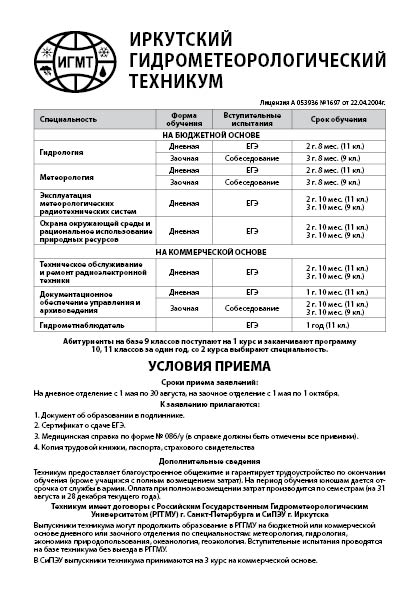 ИГМТ
ИРКУТСКИЙ
ГИДРОМЕТЕОРОЛОГИЧЕСКИЙ
ТЕХНИКУМ
Лицензия А 053936 №1697 от 22.04.2004г.
Специальность Форма обучения Вступительные испытания Срок обучения
НА БЮДЖЕТНОЙ ОСНОВЕ
Гидрология Дневная ЕГЭ 2 г. 8 мес. (11 кл.)
Заочная Собеседование 3 г. 8 мес. (9 кл.)
Метеорология Дневная ЕГЭ 2 г. 8 мес. (11 кл.)
Заочная Собеседование 3 г. 8 мес. (9 кл.)
Эксплуатация
метеорологических
радиотехнических систем
Дневная ЕГЭ 2 г. 10 мес. (11 кл.)
3 г. 10 мес. (9 кл.)
Охрана окружающей среды и
рациональное использование
природных ресурсов
Дневная ЕГЭ 2 г. 10 мес. (11 кл.)
3 г. 10 мес. (9 кл.)
НА КОММЕРЧЕСКОЙ ОСНОВЕ
Техническое обслуживание
и ремонт радиоэлектронной
техники
Дневная ЕГЭ 2 г. 10 мес. (11 кл.)
3 г. 10 мес. (9 кл.)
Документационное
обеспечение управления и
архивоведения
Дневная ЕГЭ 1 г. 10 мес. (11 кл.)
Заочная Собеседование 2 г. 10 мес. (11 кл.)
3 г. 10 мес. (9 кл.)
Гидрометнаблюдатель ЕГЭ 1 год (11 кл.)
Абитуриенты на базе 9 классов поступают на 1 курс и заканчивают программу
10, 11 классов за один год, со 2 курса выбирают специальность.
УСЛОВИЯ ПРИЕМА
Сроки приема заявлений:
На дневное отделение с 1 мая по 30 августа, на заочное отделение с 1 мая по 1 октября.
К заявлению прилагаются:
1. Документ об образовании в подлиннике.
2. Сертификат о сдаче ЕГЭ.
3. Медицинская справка по форме № 086/у (в справке должны быть отмечены все прививки).
4. Копия трудовой книжки, паспорта, страхового свидетельства
Дополнительные сведения
Техникум предоставляет благоустроенное общежитие и гарантирует трудоустройство по окончании
обучения (кроме учащихся с полным возмещением затрат). На период обучения юношам дается от-
срочка от службы в армии. Оплата при полном возмещении затрат производится по семестрам (на 31
августа и 28 декабря текущего года).
Техникум имеет договоры с Российским Государственным Гидрометеорологическим
Университетом (РГГМУ) г. Санкт-Петербурга и СиПЭУ г. Иркутска
Выпускники техникума могут продолжить образование в РГГМУ на бюджетной или коммерческой
основе дневного или заочного отделения по специальностям: метеорология, гидрология,
экономика природопользования, океанология, геоэкология. Вступительные испытания проводятся
на базе техникума без выезда в РГГМУ.
В СиПЭУ выпускники техникума принимаются на 3 курс на коммерческой основе.